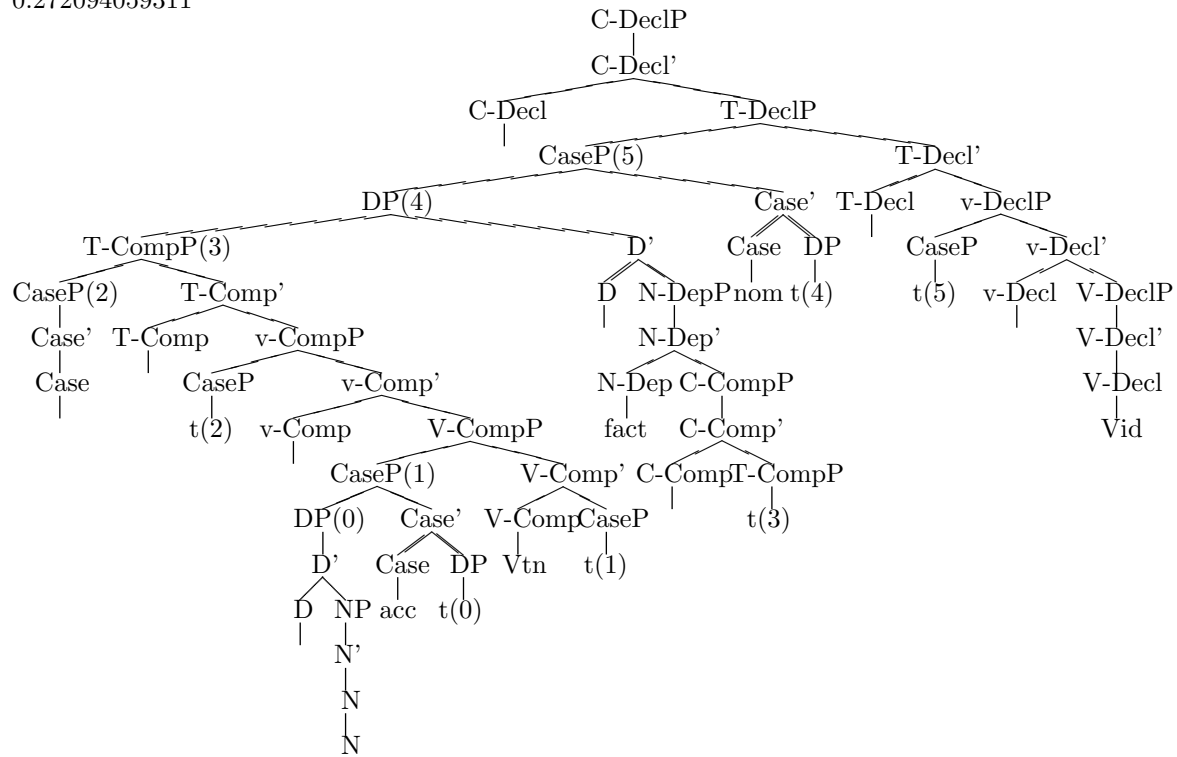 0.272094059311
C-DeclP
C-Decl’
C-Decl T-DeclP
CaseP(5) T-Decl’
DP(4) Case’ T-Decl v-DeclP
T-CompP(3) D’ Case DP CaseP v-Decl’
CaseP(2) T-Comp’ D N-DepP nom t(4) t(5) v-Decl V-DeclP
Case’ T-Comp v-CompP N-Dep’ V-Decl’
Case CaseP v-Comp’ N-Dep C-CompP V-Decl
t(2) v-Comp V-CompP fact C-Comp’ Vid
CaseP(1) V-Comp’ C-Comp T-CompP
DP(0) Case’ V-Comp CaseP t(3)
D’ Case DP Vtn t(1)
D NP acc t(0)
N’
N
N